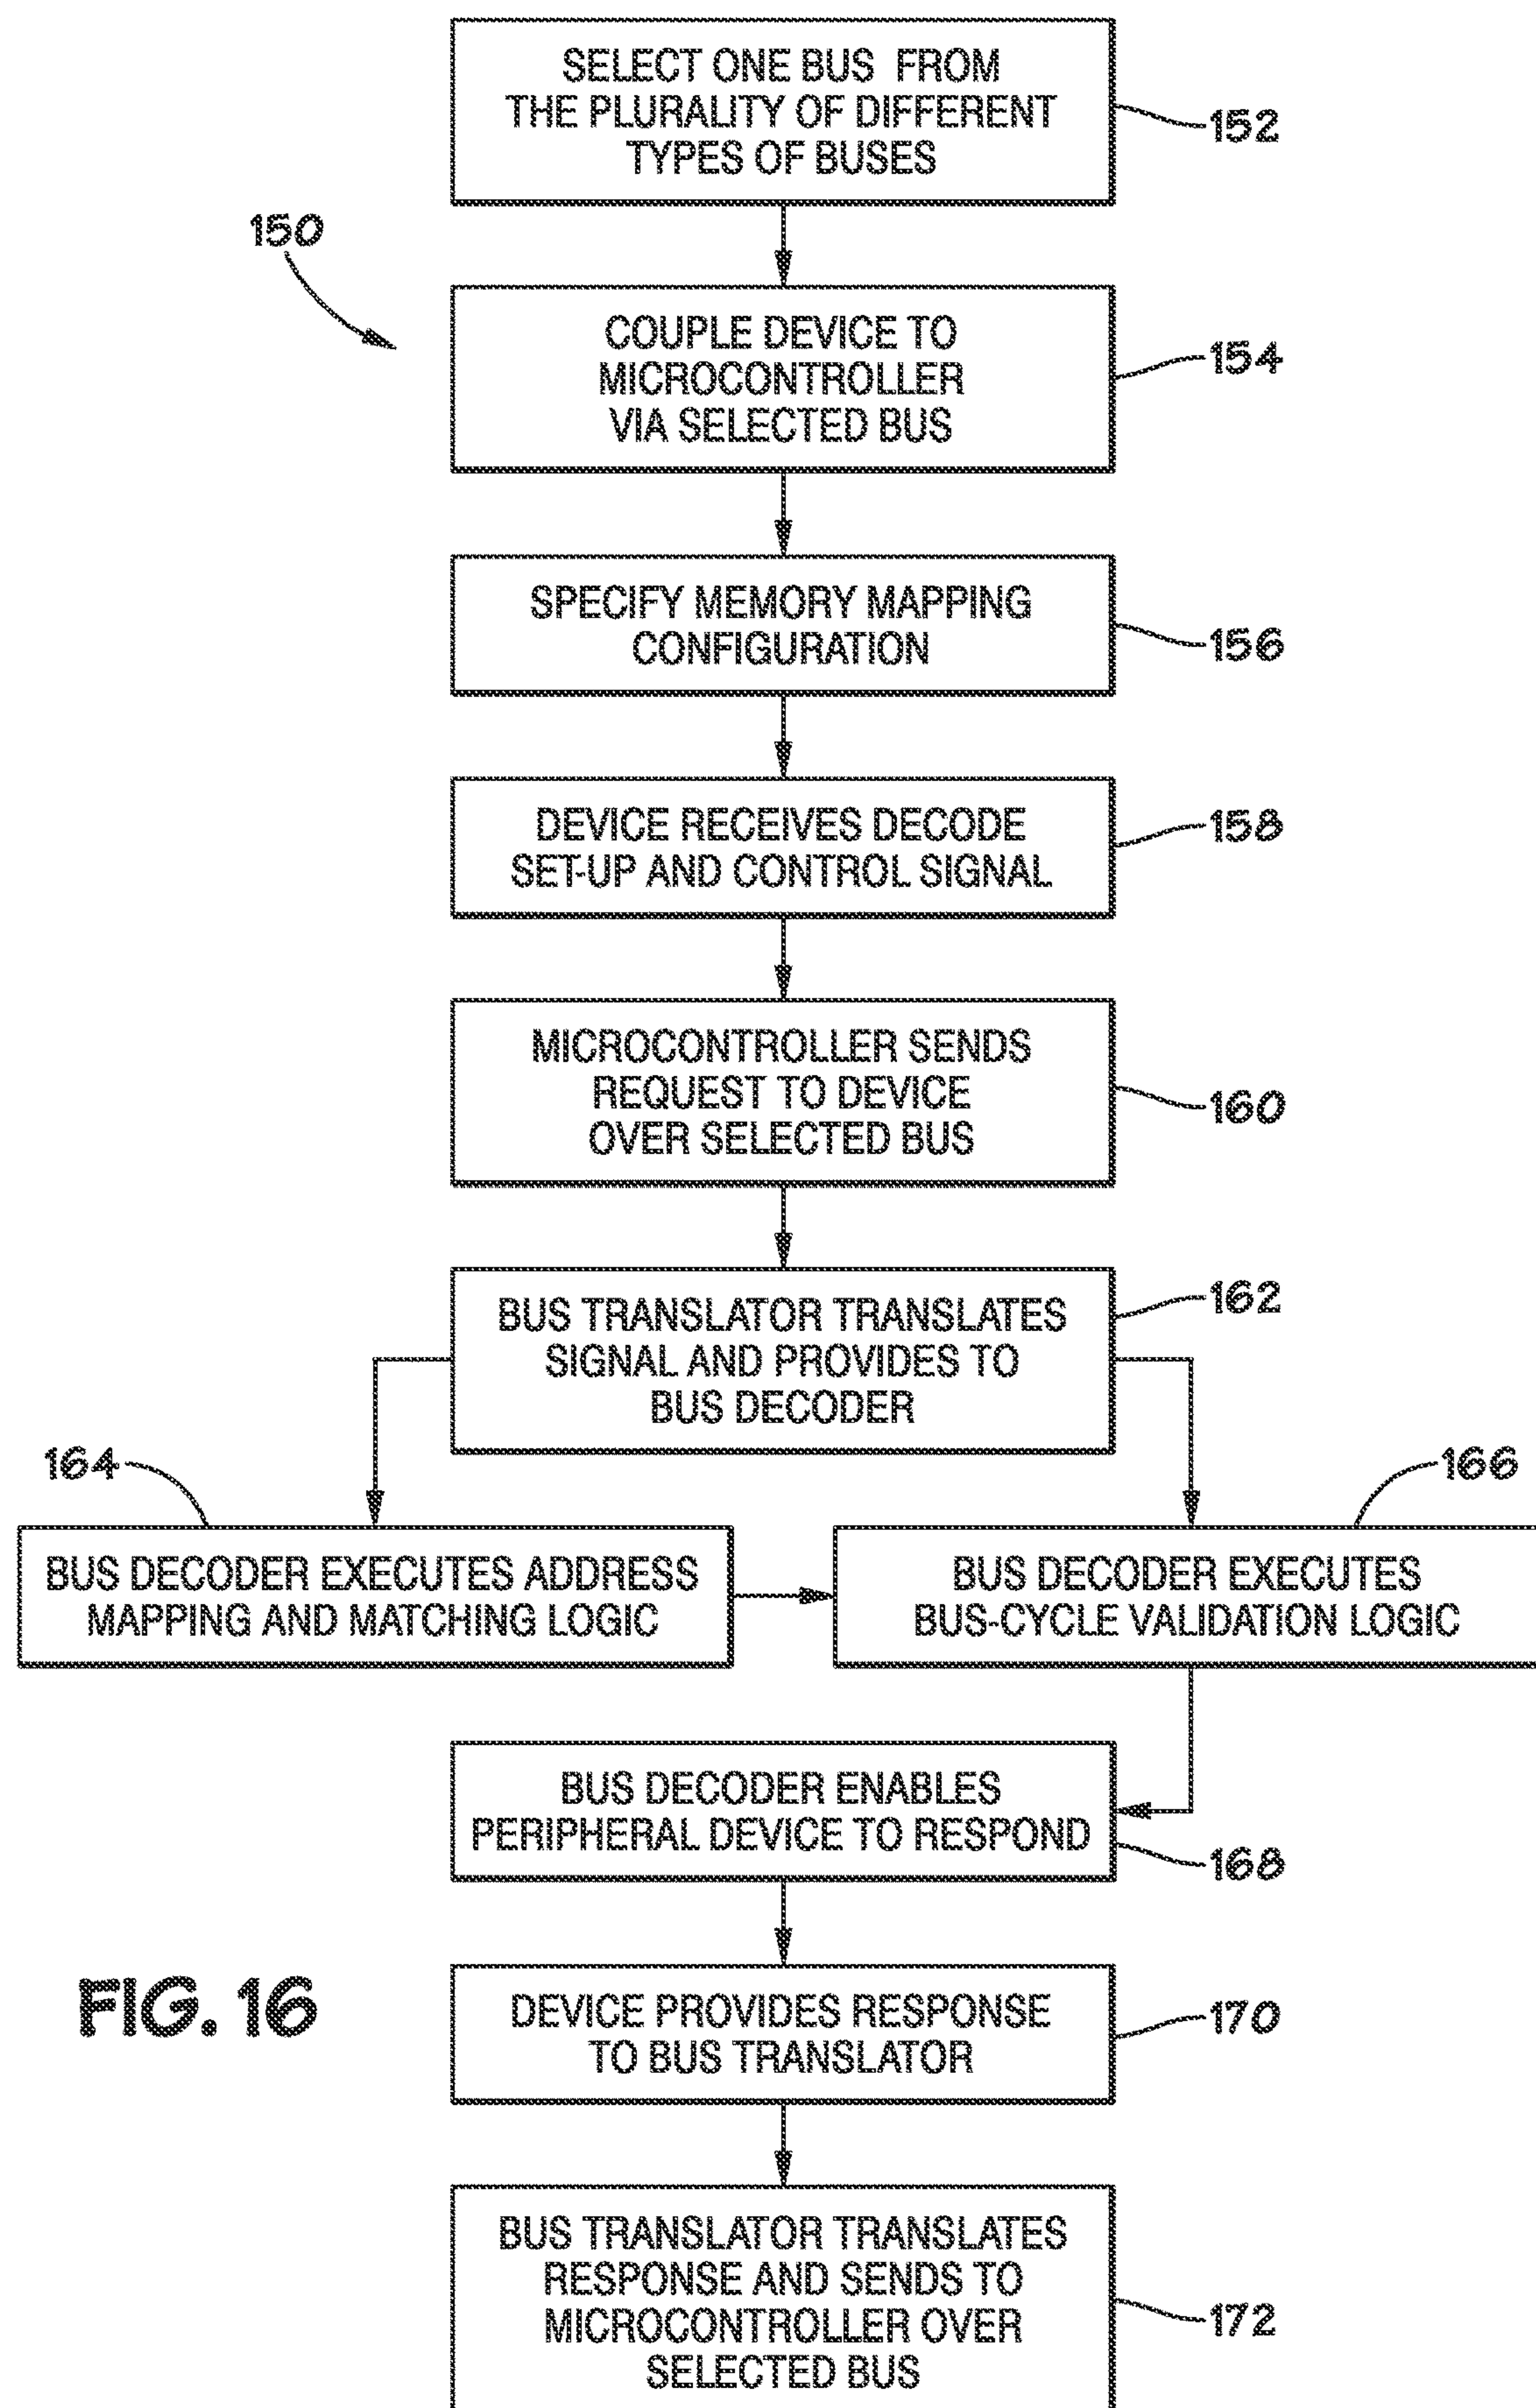 SELECT ONE BUS FROM
THE PLURALITY OF DIFFERENT
TYPES OF BUSES
152
150
COUPLE DEVICE TO
MICROCONTROLLER
VIA SELECTED BUS
154
SPECIFY MEMORY MAPPING
CONFIGURATION
156
DEVICE RECEIVES DECODE
SET-UP AND CONTROL SIGNAL
158
MICROCONTROLLER SENDS
REQUEST TO DEVICE
OVER SELECTED BUS
160
BUS TRANSLATOR TRANSLATES
SIGNAL AND PROVIDES TO
BUS DECODER
162
164
BUS DECODER EXECUTES ADDRESS
MAPPING AND MATCHING LOGIC
166
BUS DECODER EXECUTES
BUS-CYCLE VALIDATION LOGIC
BUS DECODER ENABLES
PERIPHERAL DEVICE TO RESPOND
168
FIG. 16
DEVICE PROVIDES RESPONSE
TO BUS TRANSLATOR
170
BUS TRANSLATOR TRANSLATES
RESPONSE AND SENDS TO
MICROCONTROLLER OVER
SELECTED BUS
172